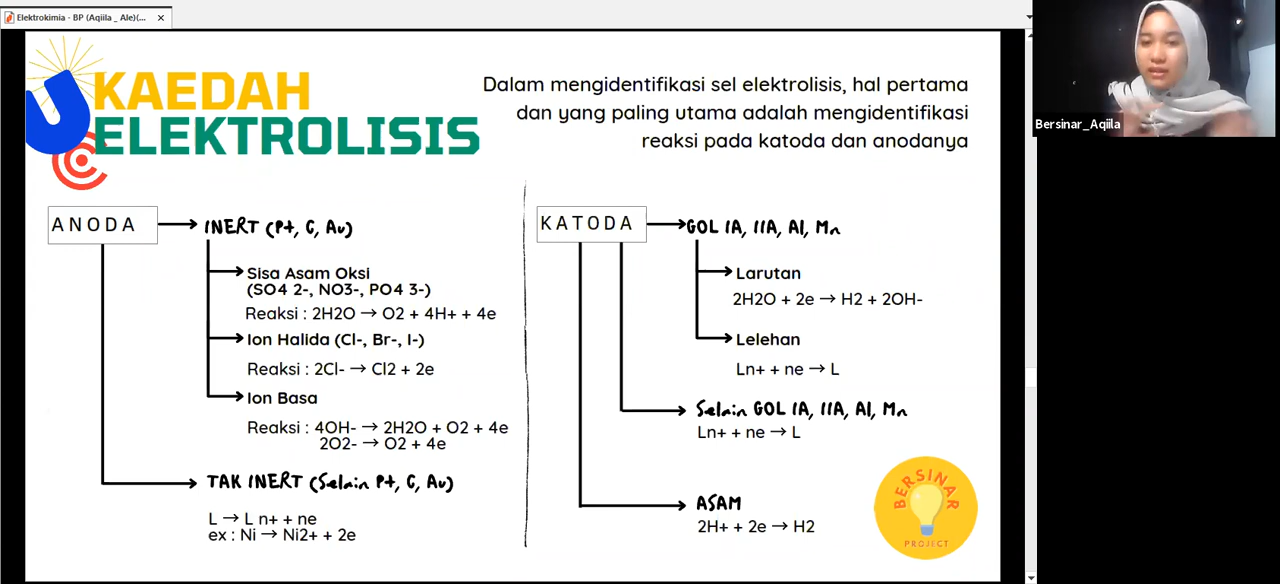 Elektrokimia - BP (Aqiila _ Ale)(...
KAEDAH
ELEKTROLISIS
Dalam mengidentifikasi sel elektrolisis, hal pertama
dan yang paling utama adalah mengidentifikasi
reaksi pada katoda dan anodanya
Bersinar_Aqiila
ANODA
INERT (Pt, C, Au)
Sisa Asam Oksi
(SO4 2-, NO3-, PO4 3-)
Reaksi : 2H2O → O2 + 4H+ + 4e
Ion Halida (Cl-, Br-, I-)
Reaksi : 2Cl- → Cl2 + 2e
Ion Basa
Reaksi : 4OH- → 2H2O + O2 + 4e
2O2- → O2 + 4e
TAK INERT (Selain Pt, C, Au)
L → L n+ + ne
ex : Ni → Ni2+ + 2e
KATODA
GOL IA, IIA, Al, Mn
Larutan
2H2O + 2e → H2 + 2OH-
Lelehan
Ln+ + ne → L
Selain GOL IA, IIA, Al, Mn
Ln+ + ne → L
ASAM
2H+ + 2e → H2
BERSINAR
PROJECT